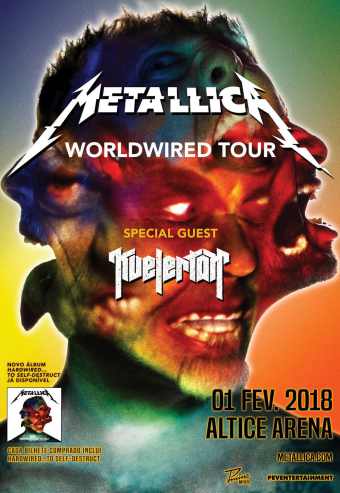 METALLICA
WORLDWIRED TOUR
SPECIAL GUEST
KVELERTAK
NOVO ÁLBUM
HARDWIRED...
TO SELF-DESTRUCT
JÁ DISPONÍVEL
METALLICA
01 FEV. 2018
ALTICE ARENA
CADA BILHETE COMPRADO INCLUI
HARDWIRED...TO SELF-DESTRUCT
METALLICA.COM
PEVENTERTAINMENT